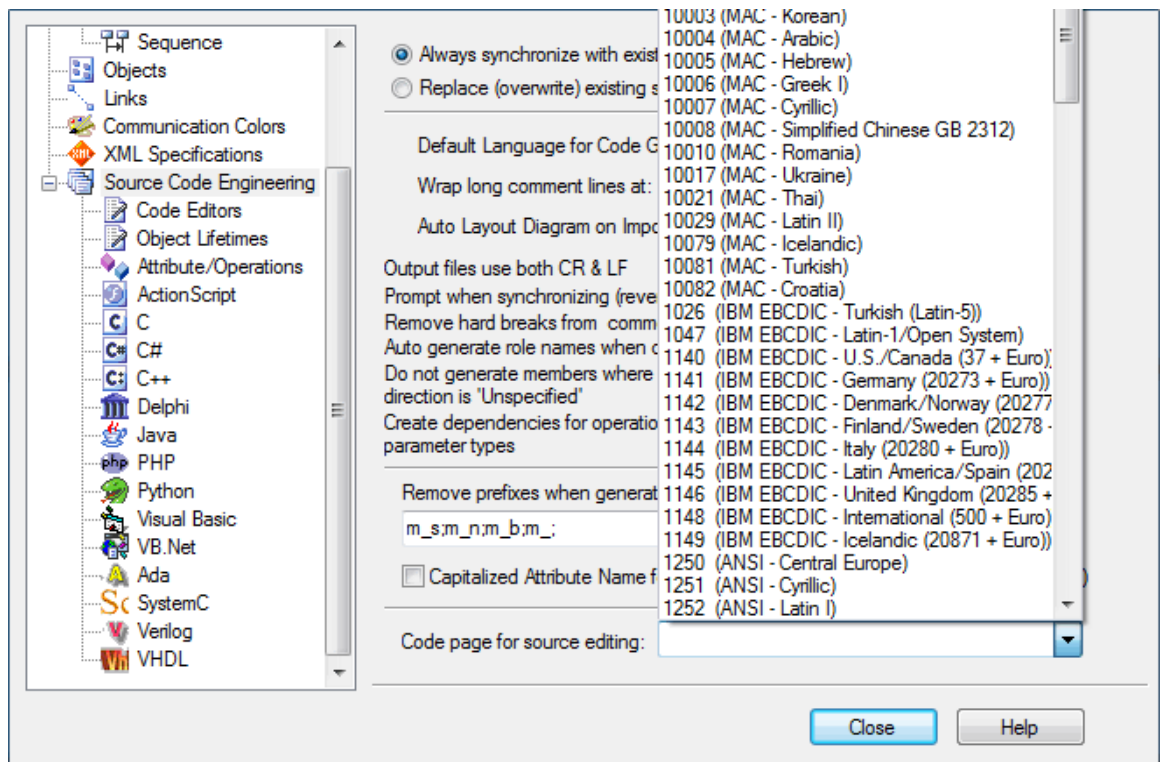 Sequence
Objects
Links
Communication Colors
XML Specifications
Source Code Engineering
Code Editors
Object Lifetimes
Attribute/Operations
ActionScript
C
C#
C++
Delphi
Java
PHP
Python
Visual Basic
VB.Net
Ada
SystemC
Verilog
VHDL
Always synchronize with exist
Replace (overwrite) existing s
Default Language for Code G
Wrap long comment lines at:
Auto Layout Diagram on Impo
Output files use both CR & LF
Prompt when synchronizing (reve
Remove hard breaks from comm
Auto generate role names when c
Do not generate members where
direction is 'Unspecified'
Create dependencies for operatio
parameter types
Remove prefixes when generat
m_s;m_n;m_b;m_;
Capitalized Attribute Name f
Code page for source editing:
10003 (MAC - Korean)
10004 (MAC - Arabic)
10005 (MAC - Hebrew)
10006 (MAC - Greek I)
10007 (MAC - Cyrillic)
10008 (MAC - Simplified Chinese GB 2312)
10010 (MAC - Romania)
10017 (MAC - Ukraine)
10021 (MAC - Thai)
10029 (MAC - Latin II)
10079 (MAC - Icelandic)
10081 (MAC - Turkish)
10082 (MAC - Croatia)
1026 (IBM EBCDIC - Turkish (Latin-5))
1047 (IBM EBCDIC - Latin-1/Open System)
1140 (IBM EBCDIC - U.S./Canada (37 + Euro))
1141 (IBM EBCDIC - Germany (20273 + Euro))
1142 (IBM EBCDIC - Denmark/Norway (20277
1143 (IBM EBCDIC - Finland/Sweden (20278 -
1144 (IBM EBCDIC - Italy (20280 + Euro))
1145 (IBM EBCDIC - Latin America/Spain (202
1146 (IBM EBCDIC - United Kingdom (20285 +
1148 (IBM EBCDIC - International (500 + Euro)
1149 (IBM EBCDIC - Icelandic (20871 + Euro))
1250 (ANSI - Central Europe)
1251 (ANSI - Cyrillic)
1252 (ANSI - Latin I)
Close
Help